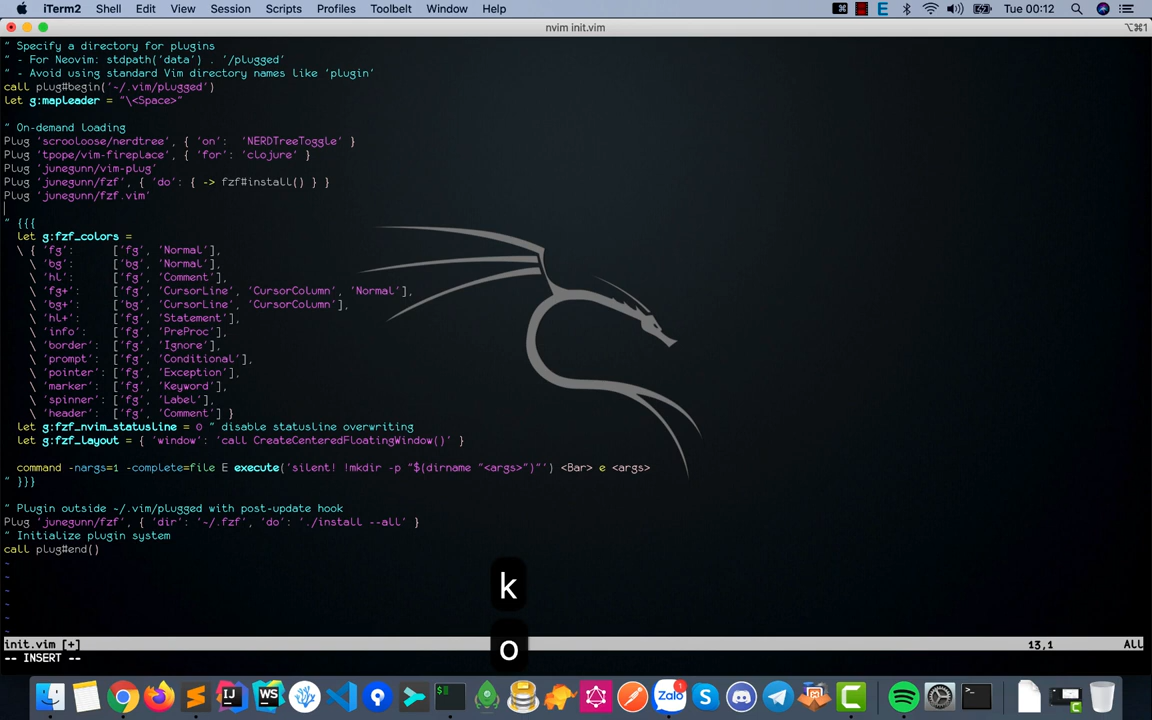 iTerm2 Shell Edit View Session Scripts Profiles Toolbelt Window Help Tue 00:12
nvim init.vim ⌥⌘1
" Specify a directory for plugins
" - For Neovim: stdpath('data') . '/plugged'
" - Avoid using standard Vim directory names like 'plugin'
call plug#begin('~/.vim/plugged')
let g:mapleader = "\<Space>"
" On-demand loading
Plug 'scrooloose/nerdtree', { 'on':  'NERDTreeToggle' }
Plug 'tpope/vim-fireplace', { 'for': 'clojure' }
Plug 'junegunn/vim-plug'
Plug 'junegunn/fzf', { 'do': { -> fzf#install() } }
Plug 'junegunn/fzf.vim'
" {{{
let g:fzf_colors =
\ { 'fg':      ['fg', 'Normal'],
\ 'bg':      ['bg', 'Normal'],
\ 'hl':      ['fg', 'Comment'],
\ 'fg+':     ['fg', 'CursorLine', 'CursorColumn', 'Normal'],
\ 'bg+':     ['bg', 'CursorLine', 'CursorColumn'],
\ 'hl+':     ['fg', 'Statement'],
\ 'info':    ['fg', 'PreProc'],
\ 'border':  ['fg', 'Ignore'],
\ 'prompt':  ['fg', 'Conditional'],
\ 'pointer': ['fg', 'Exception'],
\ 'marker':  ['fg', 'Keyword'],
\ 'spinner': ['fg', 'Label'],
\ 'header':  ['fg', 'Comment'] }
let g:fzf_nvim_statusline = 0 " disable statusline overwriting
let g:fzf_layout = { 'window': 'call CreateCenteredFloatingWindow()' }
command -nargs=1 -complete=file E execute('silent! !mkdir -p "$(dirname "<args>")"') <Bar> e <args>
" }}}
" Plugin outside ~/.vim/plugged with post-update hook
Plug 'junegunn/fzf', { 'dir': '~/.fzf', 'do': './install --all' }
" Initialize plugin system
call plug#end()
~
~
~
~
~
~
k
o
init.vim [+] 13,1 All
-- INSERT --
Zalo 1